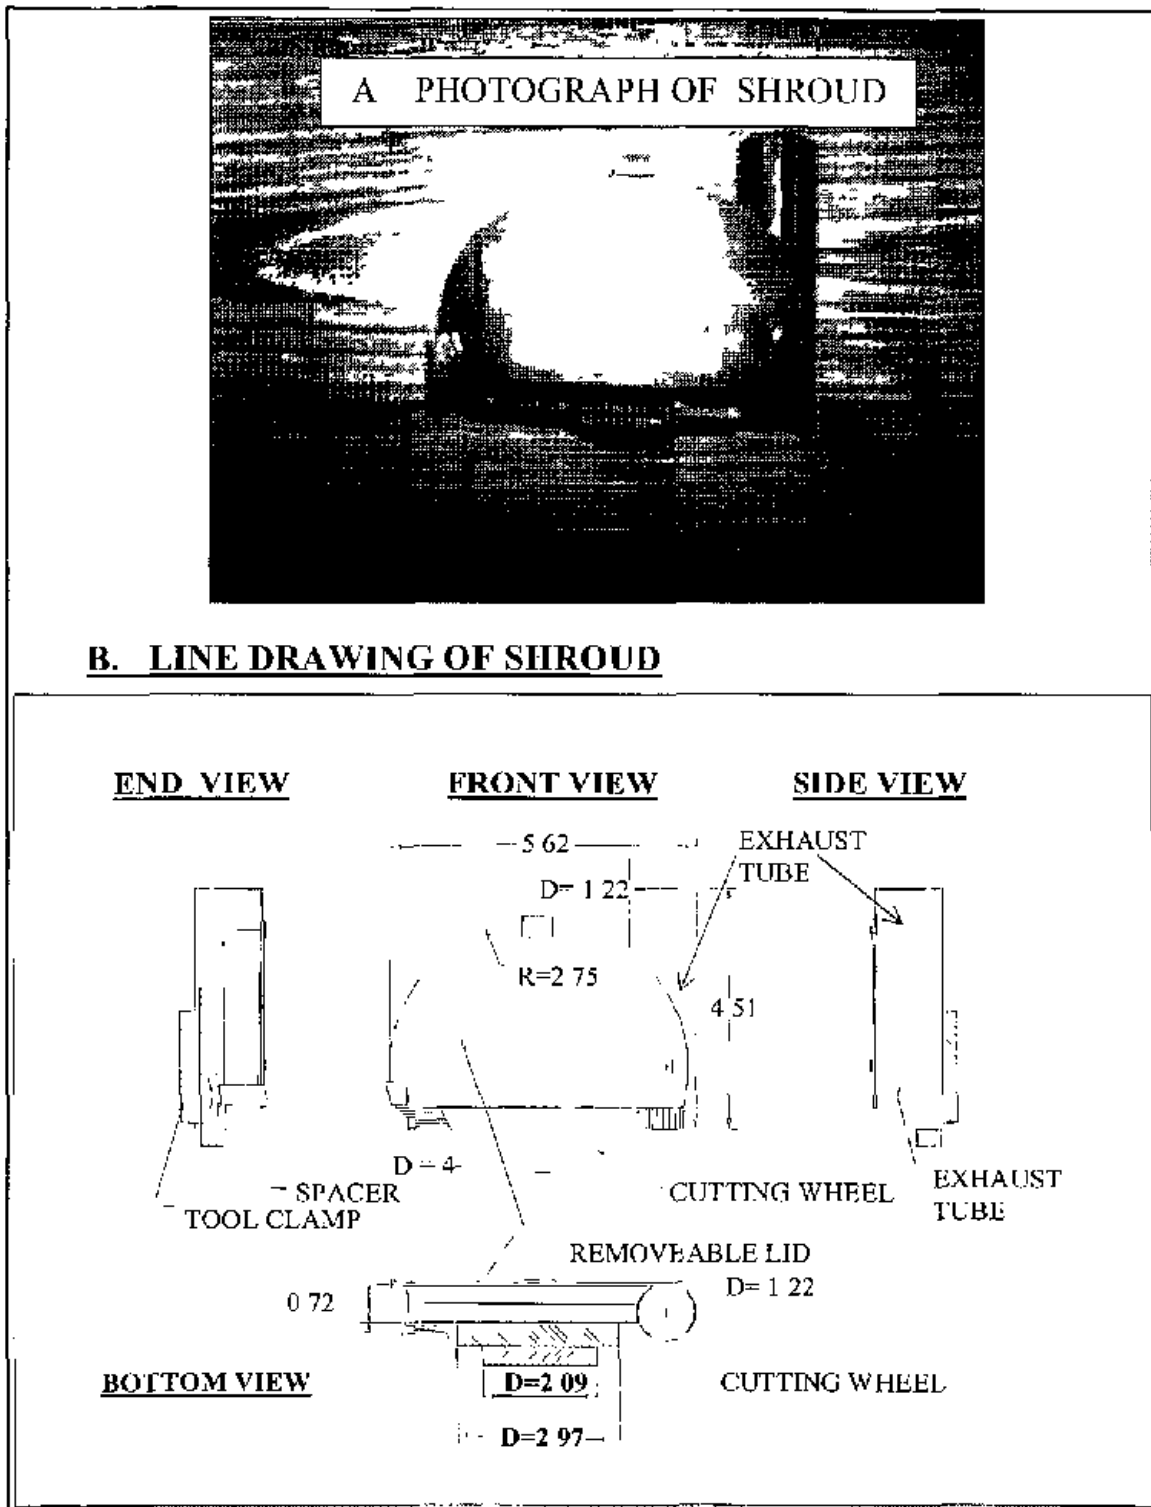 A PHOTOGRAPH OF SHROUD
B. LINE DRAWING OF SHROUD
END VIEW
FRONT VIEW
SIDE VIEW
5 62
EXHAUST
TUBE
D= 1 22
R=2 75
4 51
D = 4
SPACER
TOOL CLAMP
CUTTING WHEEL
EXHAUST
TUBE
REMOVEABLE LID
D= 1 22
0 72
BOTTOM VIEW
D=2 09
CUTTING WHEEL
D=2 97